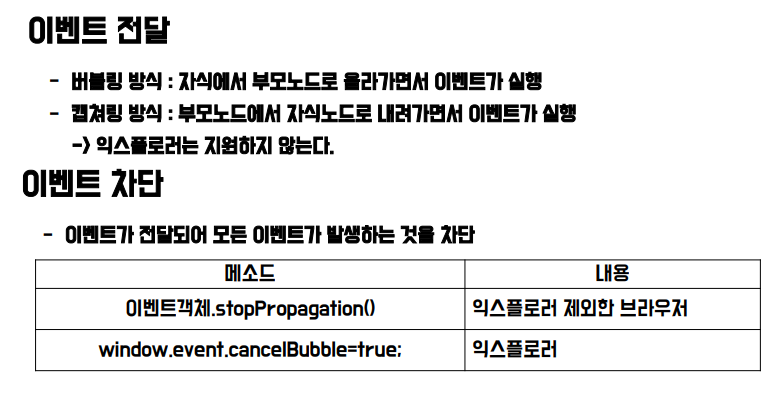 이벤트 전달
- 버블링 방식 : 자식에서 부모노드로 올라가면서 이벤트가 실행
- 캡쳐링 방식 : 부모노드에서 자식노드로 내려가면서 이벤트가 실행
-> 익스플로러는 지원하지 않는다.
이벤트 차단
- 이벤트가 전달되어 모든 이벤트가 발생하는 것을 차단
메소드 내용
이벤트객체.stopPropagation() 익스플로러 제외한 브라우저
window.event.cancelBubble=true; 익스플로러